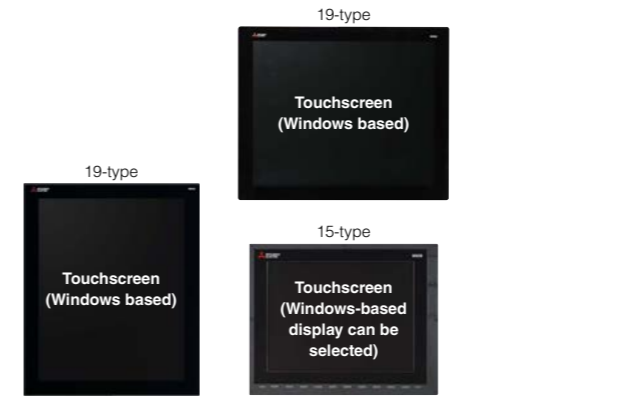 19-type
Touchscreen
(Windows based)
19-type
Touchscreen
(Windows based)
15-type
Touchscreen
(Windows-based
display can be
selected)